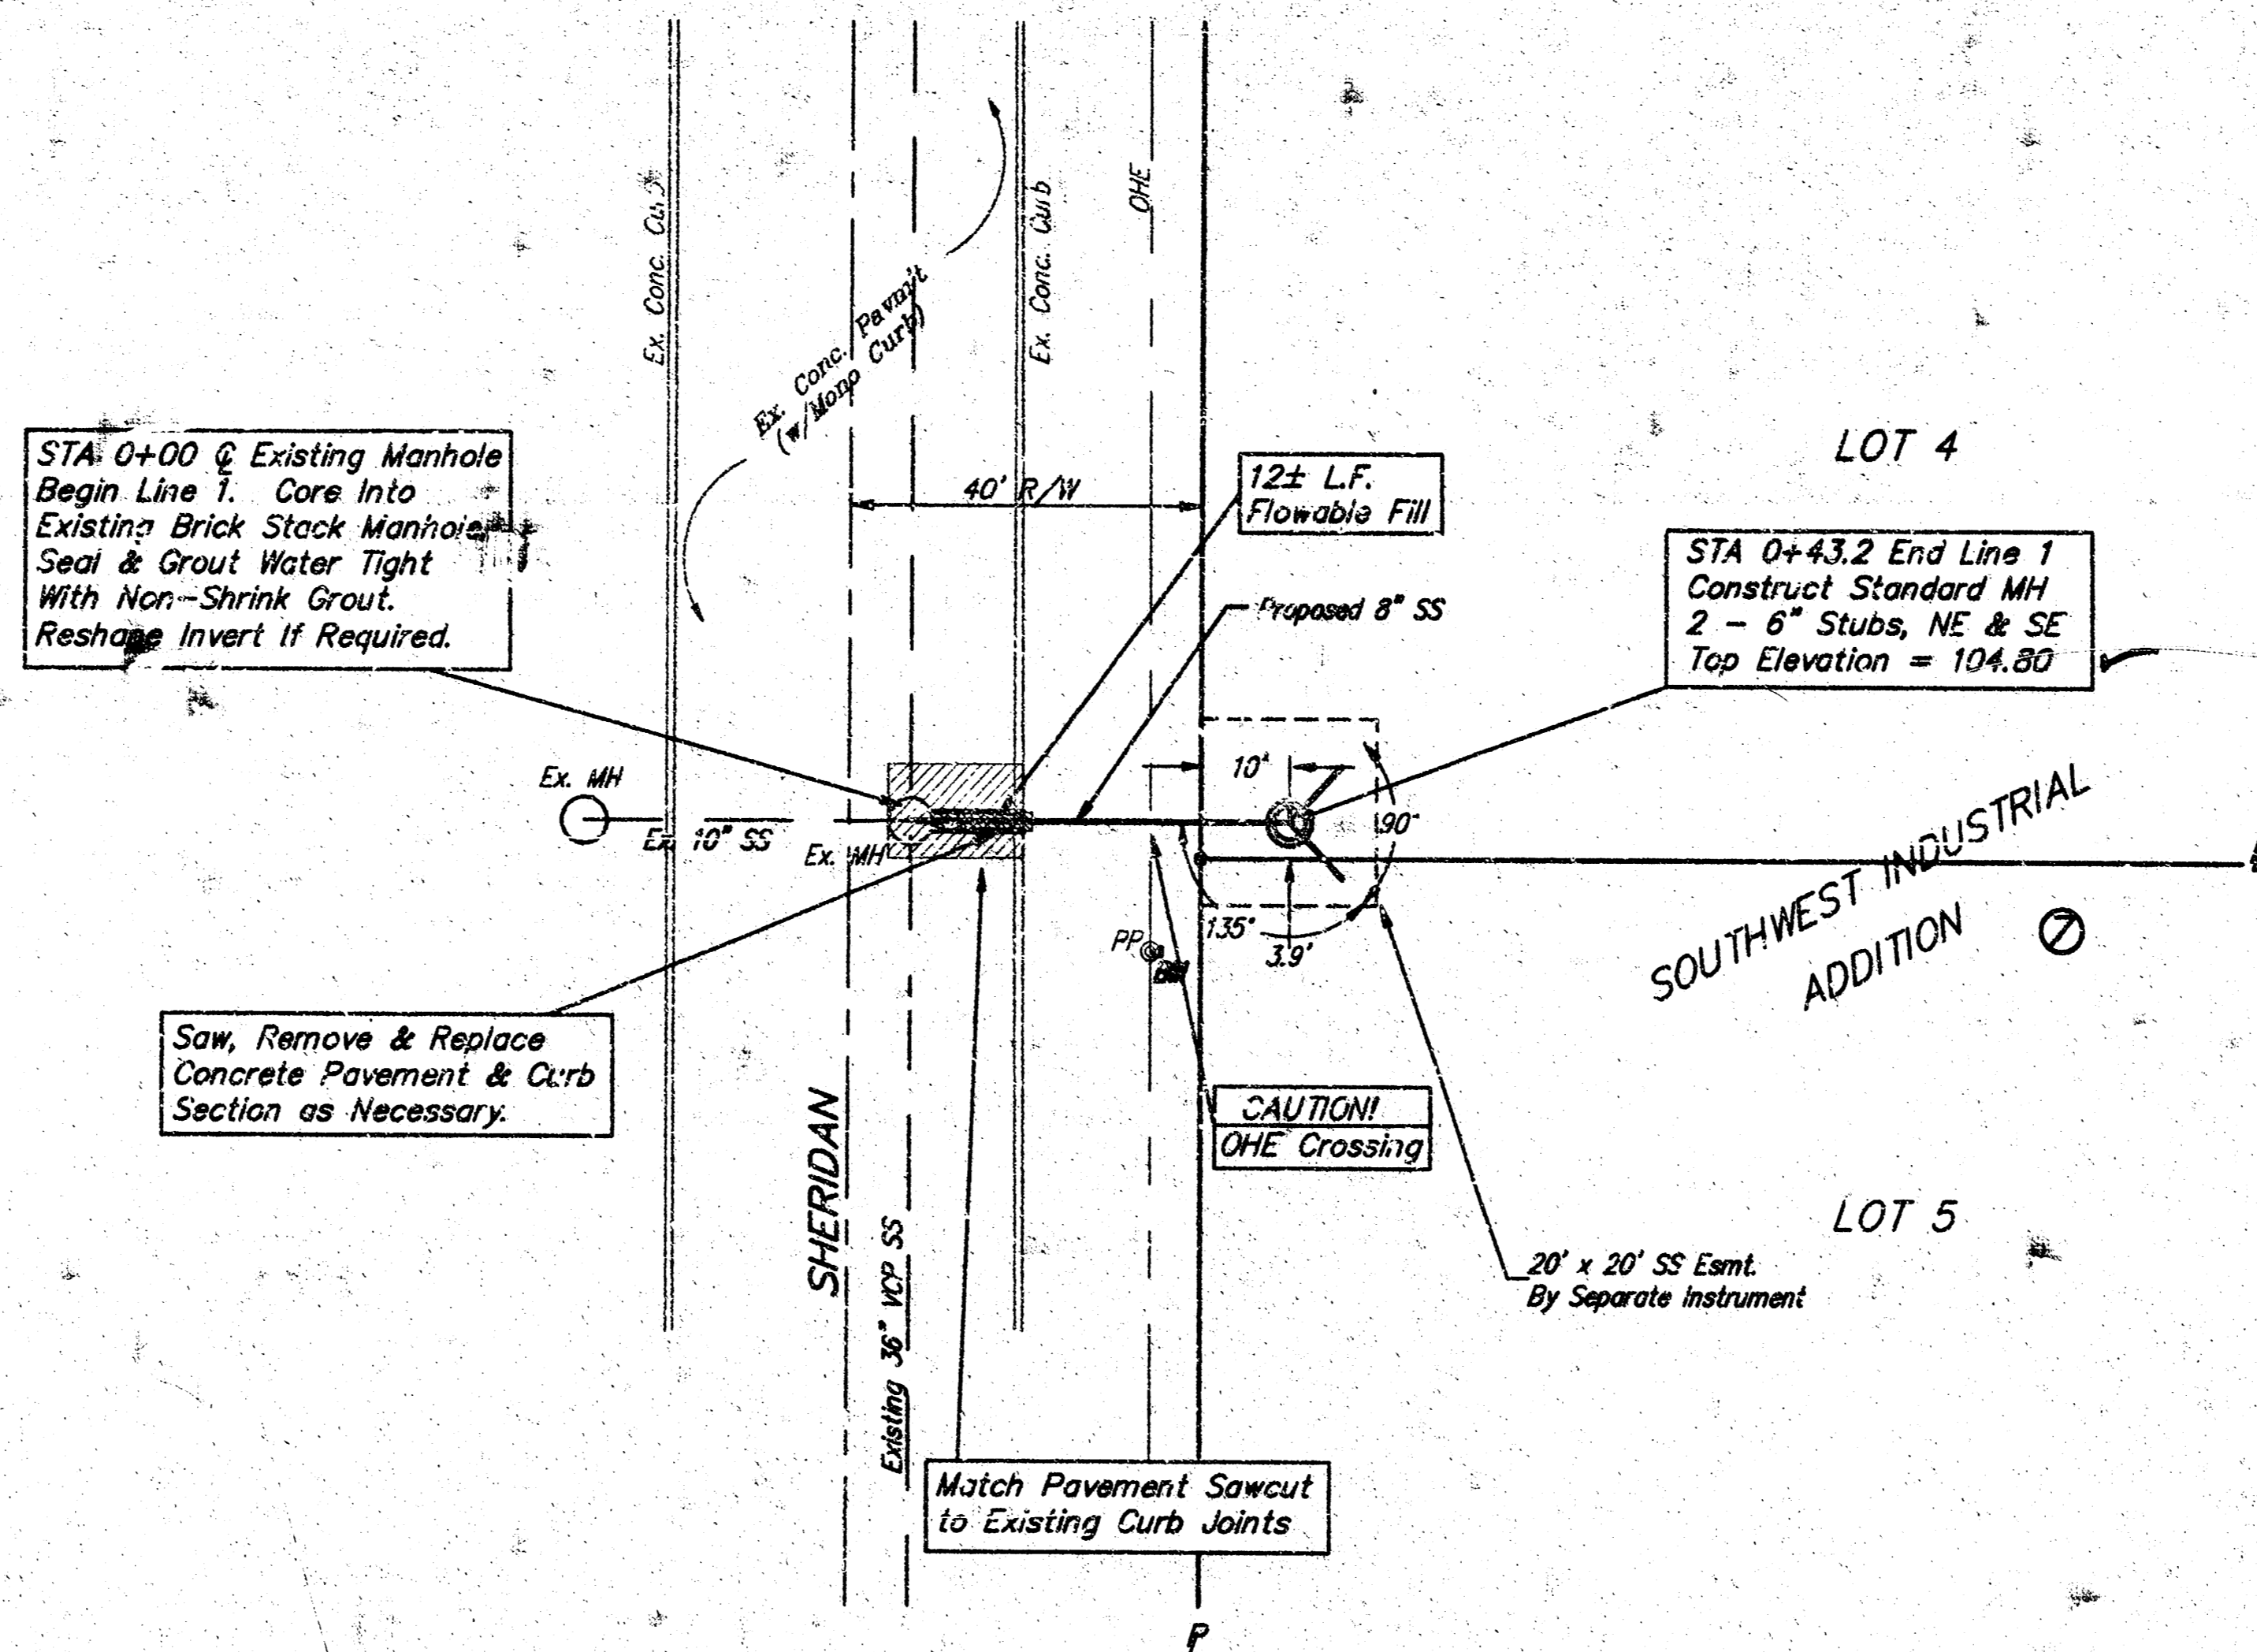 Ex. Conc. Curb
Ex. Conc. Pavm't
(w/Mono Curb)
Ex. Conc. Curb
OHE
STA 0+00 ℄ Existing Manhole
Begin Line 1. Core Into
Existing Brick Stack Manhole.
Seal & Grout Water Tight
With Non-Shrink Grout.
Reshape Invert If Required.
40' R/W
12± L.F.
Flowable Fill
LOT 4
Proposed 8" SS
STA 0+43.2 End Line 1
Construct Standard MH
2 - 6" Stubs, NE & SE
Top Elevation = 104.80
Ex. MH
Ex. 10" SS
Ex. MH
10'
90°
135°
3.9'
PP
SOUTHWEST INDUSTRIAL
ADDITION
7
Saw, Remove & Replace
Concrete Pavement & Curb
Section as Necessary.
SHERIDAN
Existing 36" VCP SS
CAUTION!
OHE Crossing
LOT 5
20' x 20' SS Esmt.
By Separate Instrument
Match Pavement Sawcut
to Existing Curb Joints